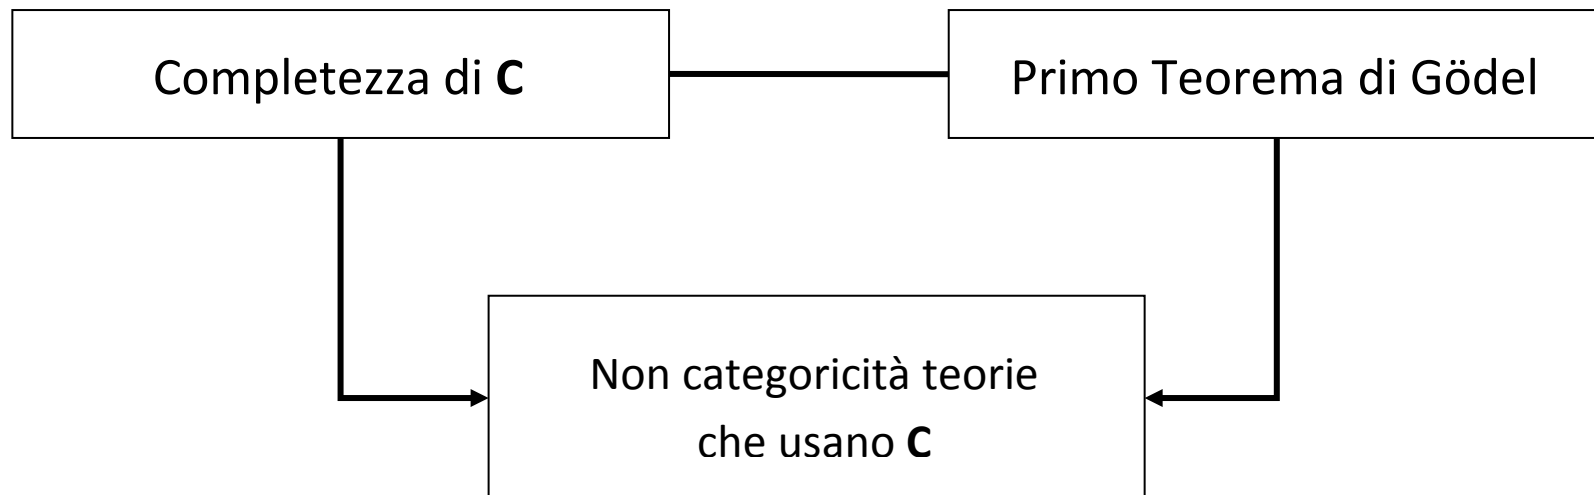 Completezza di C
Primo Teorema di Gödel
Non categoricità teorie
che usano C